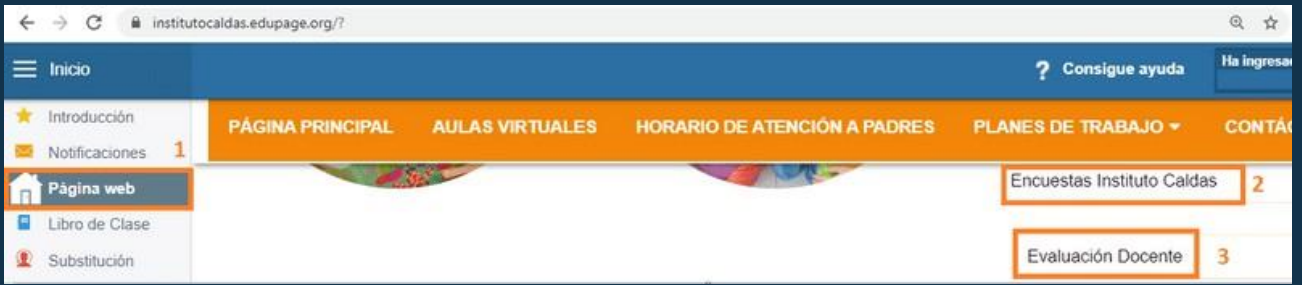 institutocaldas.edupage.org/?
Inicio
? Consigue ayuda
Ha ingresa
Introducción
Notificaciones 1
Página web
Libro de Clase
Substitución
PÁGINA PRINCIPAL AULAS VIRTUALES HORARIO DE ATENCIÓN A PADRES PLANES DE TRABAJO CONTÁ
Encuestas Instituto Caldas 2
Evaluación Docente 3